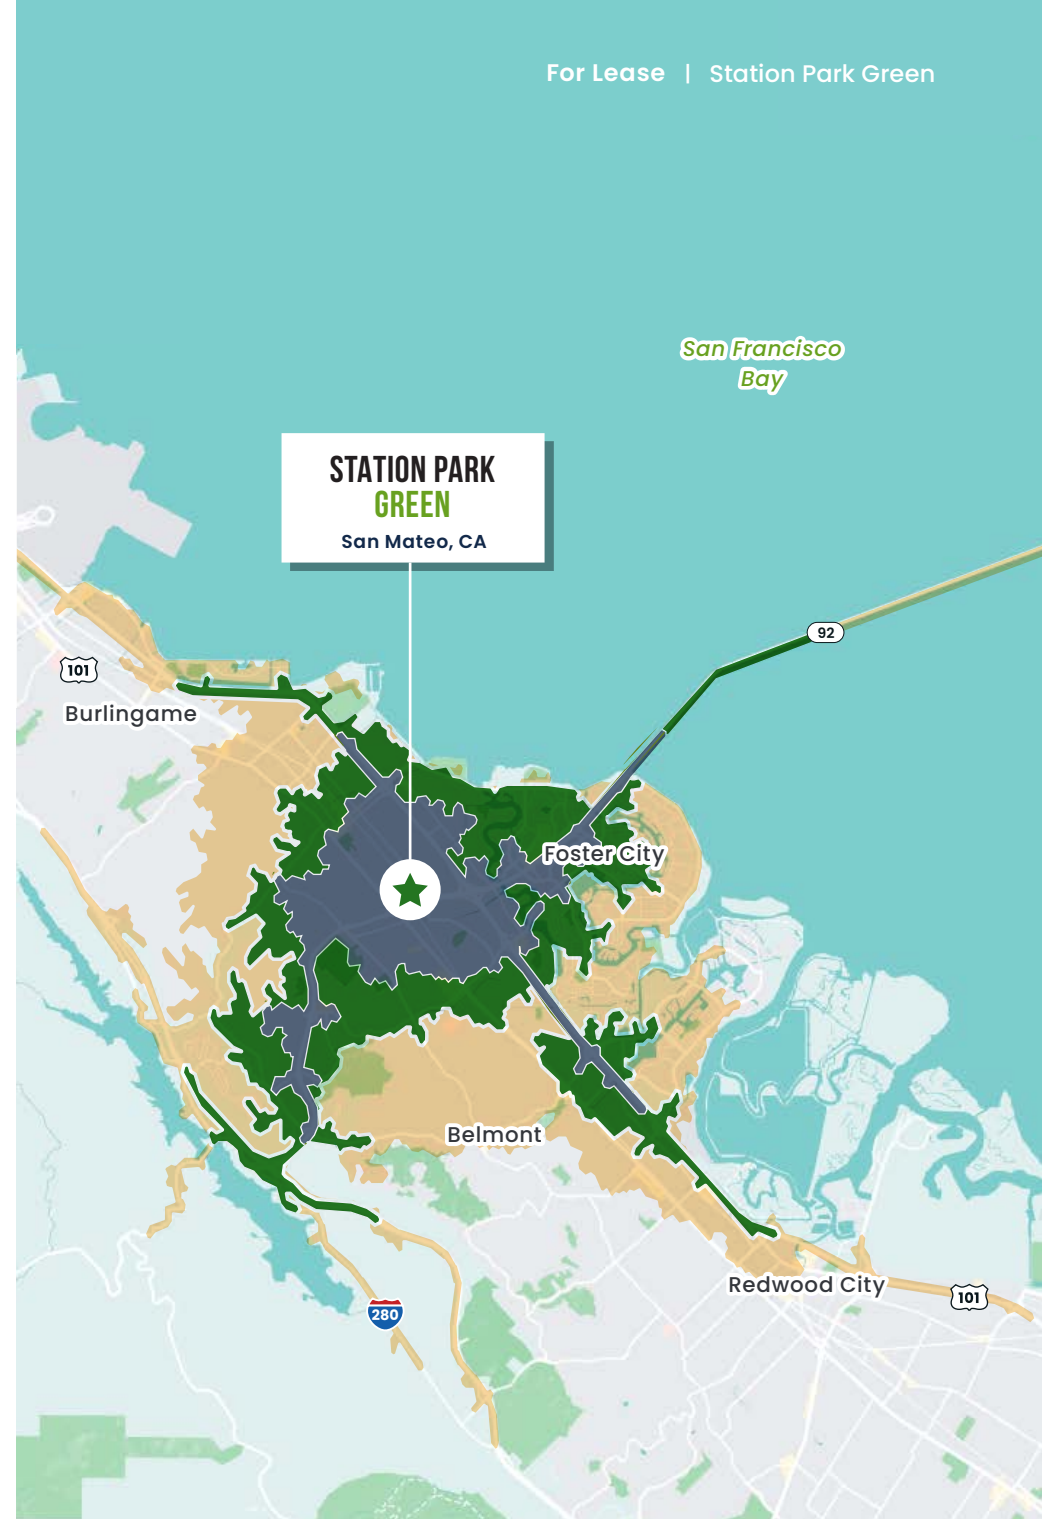 For Lease | Station Park Green
San Francisco
Bay
STATION PARK
GREEN
San Mateo, CA
92
101
Burlingame
Foster City
Belmont
Redwood City
101
280